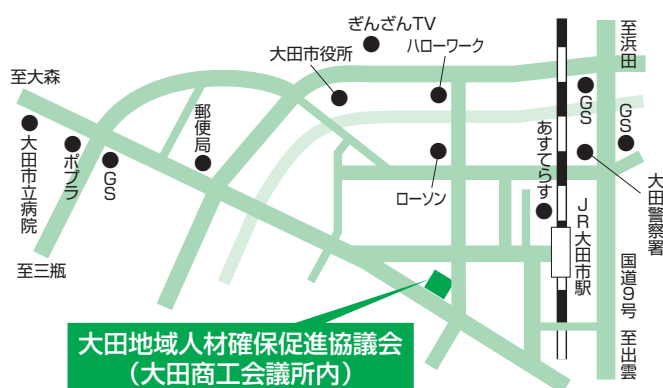 ぎんざんTV
ハローワーク
大田市役所
至浜田
至大森
GS
GS
郵便局
あすてらす
大田市立病院
ポプラ
GS
ローソン
大田警察署
JR大田市駅
至三瓶
国道9号
至出雲
大田地域人材確保促進協議会
（大田商工会議所内）